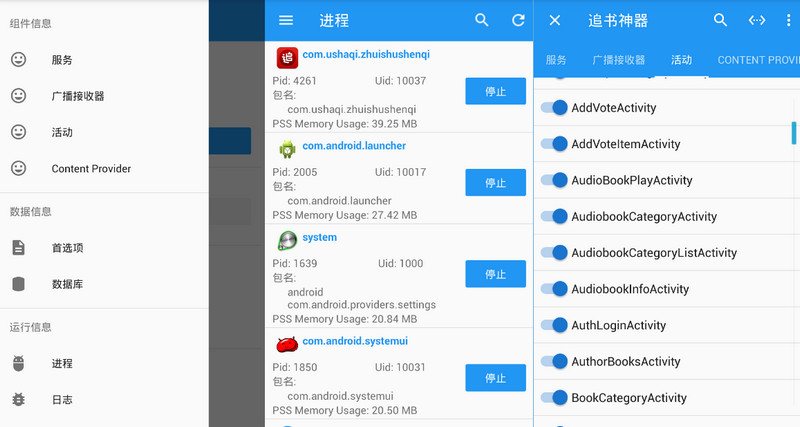 组件信息
服务
广播接收器
活动
Content Provider
数据信息
首选项
数据库
运行信息
进程
日志
进程
com.ushaqi.zhuishushenqi
Pid: 4261 Uid: 10037
包名:
com.ushaqi.zhuishushenqi
PSS Memory Usage: 39.25 MB
停止
com.android.launcher
Pid: 2005 Uid: 10017
包名:
com.android.launcher
PSS Memory Usage: 27.42 MB
停止
system
Pid: 1639 Uid: 1000
包名:
android
com.android.providers.settings
PSS Memory Usage: 20.84 MB
停止
com.android.systemui
Pid: 1850 Uid: 10031
包名:
com.android.systemui
PSS Memory Usage: 20.50 MB
停止
追书神器
服务 广播接收器 活动 CONTENT PROVI
AddVoteActivity
AddVoteItemActivity
AudioBookPlayActivity
AudiobookCategoryActivity
AudiobookCategoryListActivity
AudiobookInfoActivity
AuthLoginActivity
AuthorBooksActivity
BookCategoryActivity